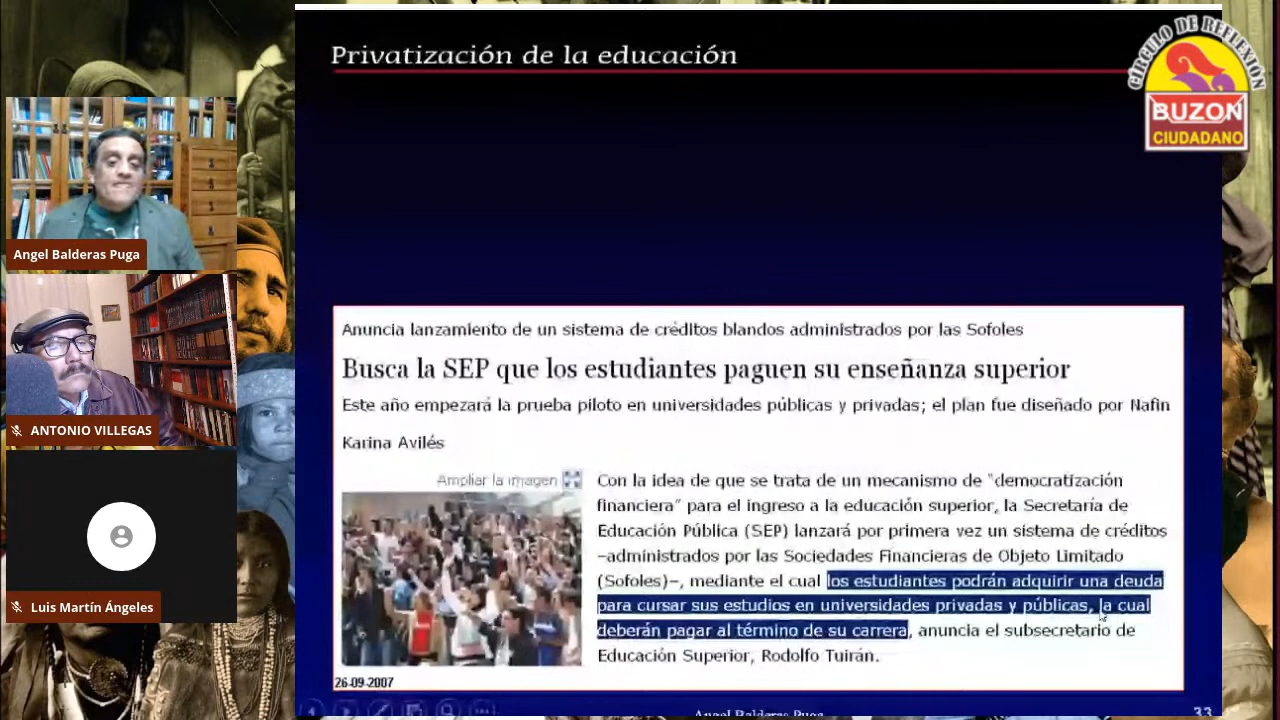 Privatización de la educación
CÍRCULO DE REFLEXIÓN
BUZON
CIUDADANO
Angel Balderas Puga
ANTONIO VILLEGAS
Luis Martín Ángeles
Anuncia lanzamiento de un sistema de créditos blandos administrados por las Sofoles
Busca la SEP que los estudiantes paguen su enseñanza superior
Este año empezará la prueba piloto en universidades públicas y privadas; el plan fue diseñado por Nafin
Karina Avilés
Ampliar la imagen
Con la idea de que se trata de un mecanismo de "democratización
financiera" para el ingreso a la educación superior, la Secretaría de
Educación Pública (SEP) lanzará por primera vez un sistema de créditos
–administrados por las Sociedades Financieras de Objeto Limitado
(Sofoles)–, mediante el cual los estudiantes podrán adquirir una deuda
para cursar sus estudios en universidades privadas y públicas, la cual
deberán pagar al término de su carrera, anuncia el subsecretario de
Educación Superior, Rodolfo Tuirán.
26-09-2007
Angel Balderas Puga
33